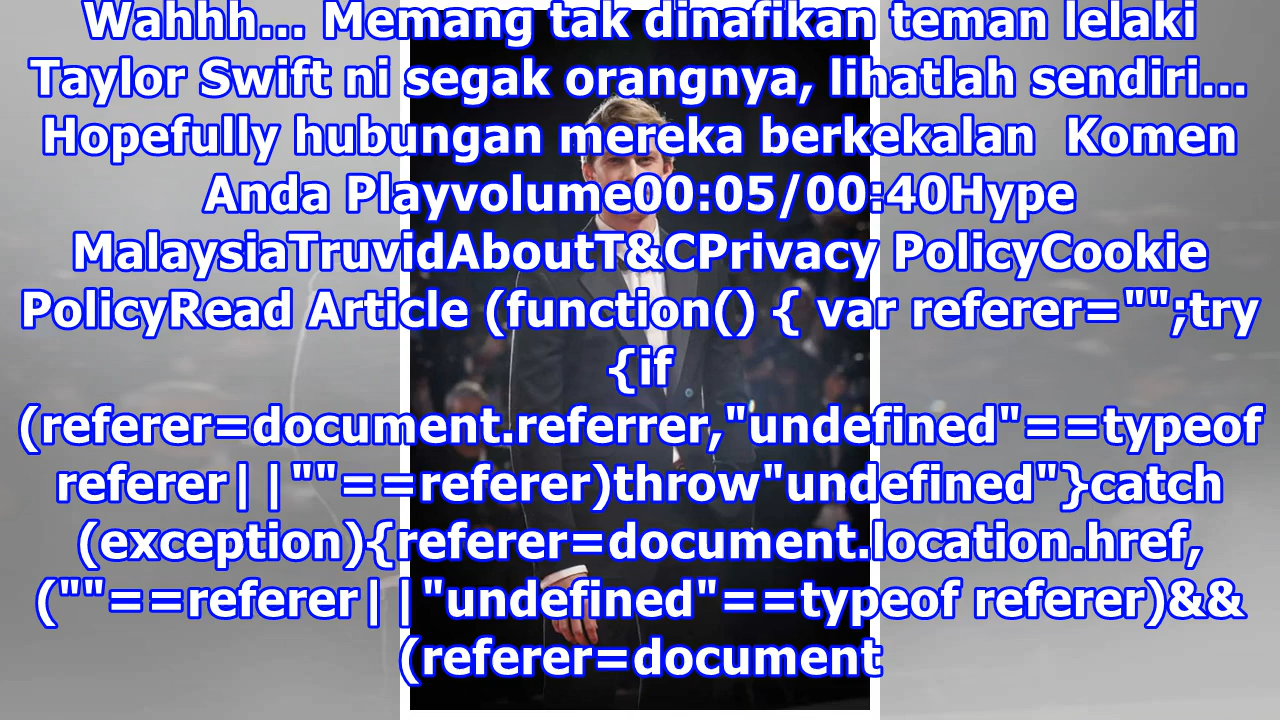 Wahhh... Memang tak dinafikan teman lelaki
Taylor Swift ni segak orangnya, lihatlah sendiri...
Hopefully hubungan mereka berkekalan  Komen
Anda Playvolume00:05/00:40Hype
MalaysiaTruvidAboutT&CPrivacy PolicyCookie
PolicyRead Article (function() { var referer="";try
{if
(referer=document.referrer,"undefined"==typeof
referer||""==referer)throw"undefined"}catch
(exception){referer=document.location.href,
(""==referer||"undefined"==typeof referer)&&
(referer=document